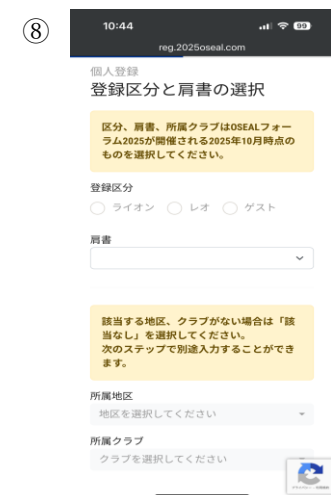 ⑧
10:44
99
reg.2025oseal.com
個人登録
登録区分と肩書の選択
区分、肩書、所属クラブはOSEALフォー
ラム2025が開催される2025年10月時点の
ものを選択してください。
登録区分
ライオン レオ ゲスト
肩書
該当する地区、クラブがない場合は「該
当なし」を選択してください。
次のステップで別途入力することができ
ます。
所属地区
地区を選択してください
所属クラブ
クラブを選択してください